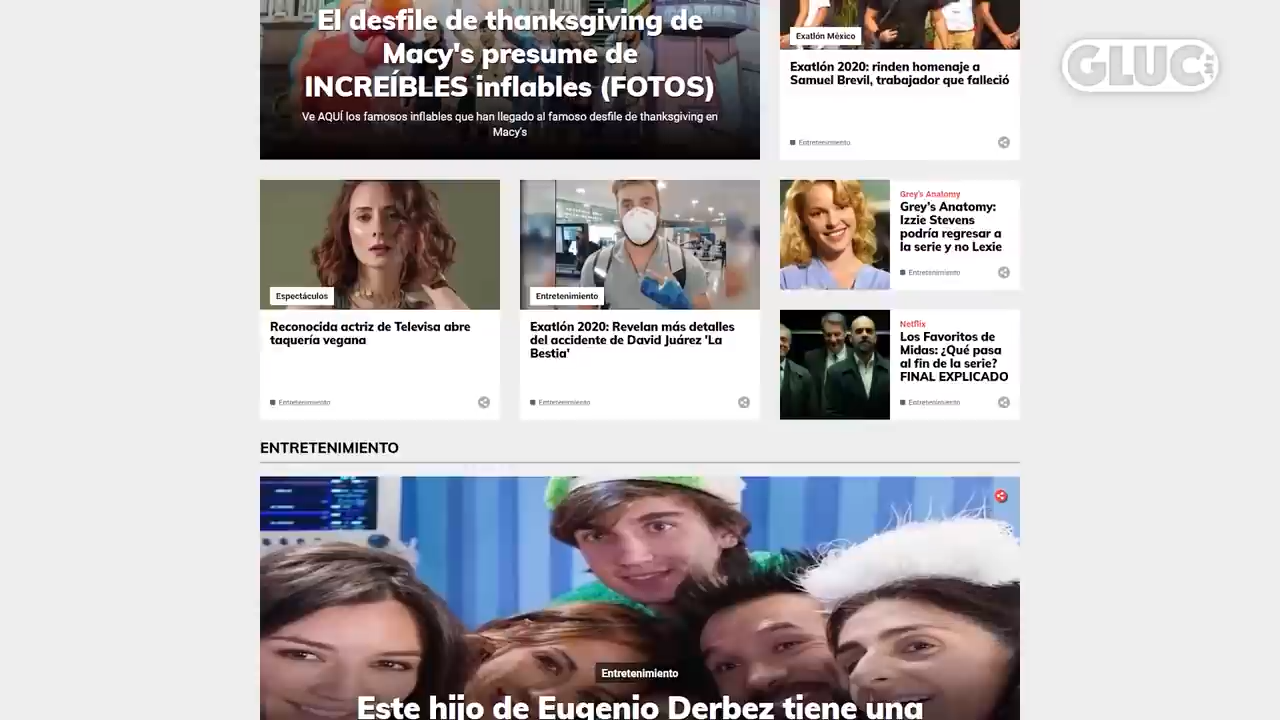 El desfile de thanksgiving de
Macy's presume de
INCREÍBLES inflables (FOTOS)
Ve AQUÍ los famosos inflables que han llegado al famoso desfile de thanksgiving en
Macy's
Exatlón México
Exatlón 2020: rinden homenaje a
Samuel Brevil, trabajador que falleció
Entretenimiento
GLUC.MX
Espectáculos
Reconocida actriz de Televisa abre
taquería vegana
Entretenimiento
Entretenimiento
Exatlón 2020: Revelan más detalles
del accidente de David Juárez 'La
Bestia'
Entretenimiento
Grey's Anatomy
Grey's Anatomy:
Izzie Stevens
podría regresar a
la serie y no Lexie
Entretenimiento
Netflix
Los Favoritos de
Midas: ¿Qué pasa
al fin de la serie?
FINAL EXPLICADO
Entretenimiento
ENTRETENIMIENTO
Entretenimiento
Este hijo de Eugenio Derbez tiene una